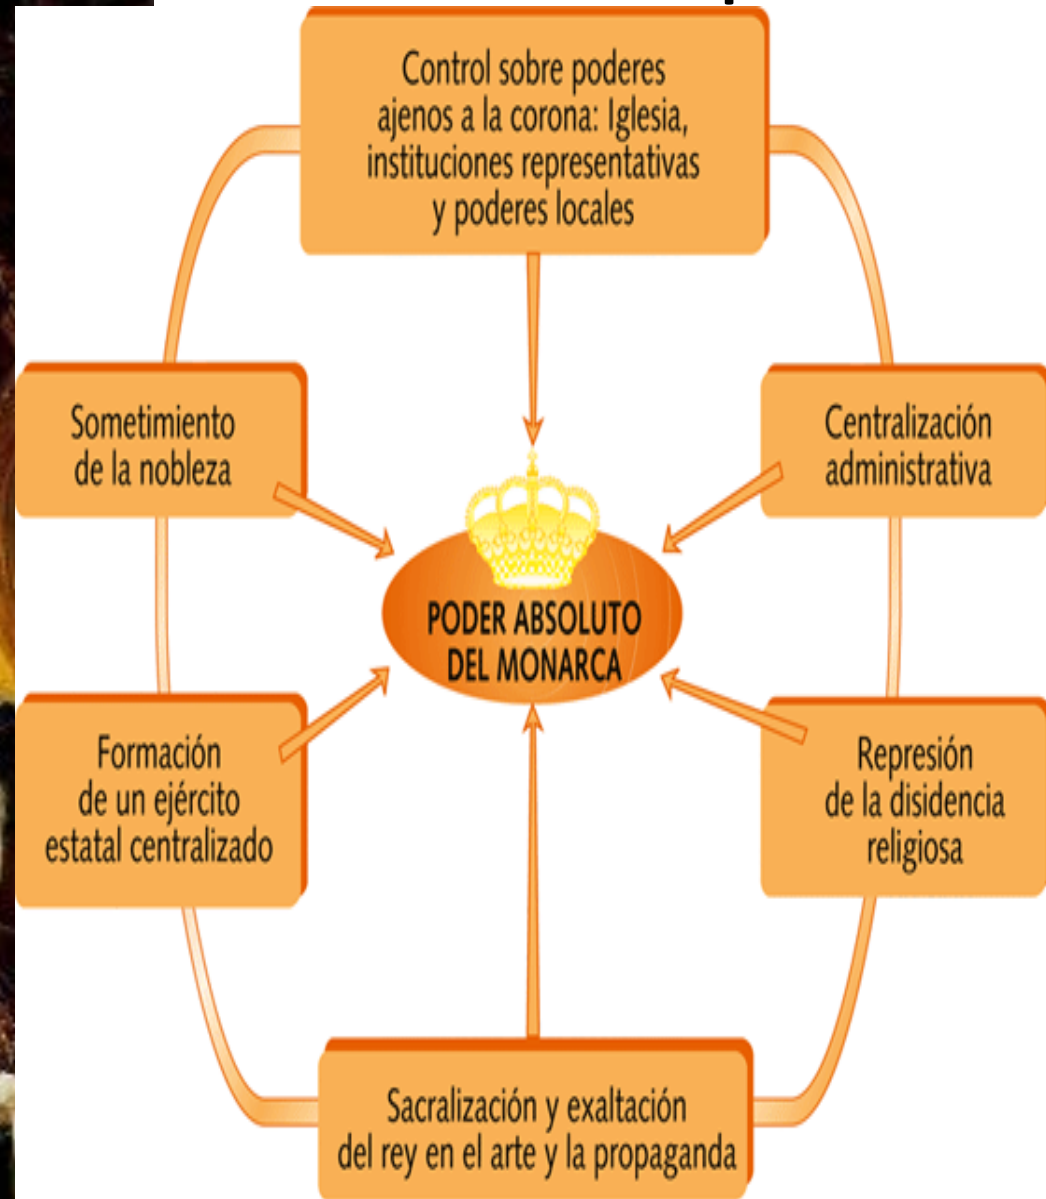 Control sobre poderes
ajenos a la corona: Iglesia,
instituciones representativas
y poderes locales
Sometimiento
de la nobleza
Centralización
administrativa
PODER ABSOLUTO
DEL MONARCA
Formación
de un ejército
estatal centralizado
Represión
de la disidencia
religiosa
Sacralización y exaltación
del rey en el arte y la propaganda